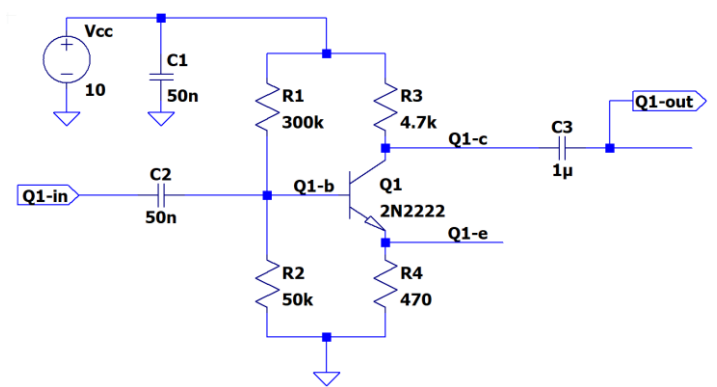 Vcc
10
C1
50n
R1
300k
R3
4.7k
Q1-out
Q1-c
C3
1µ
Q1-in
C2
50n
Q1-b
Q1
2N2222
Q1-e
R2
50k
R4
470